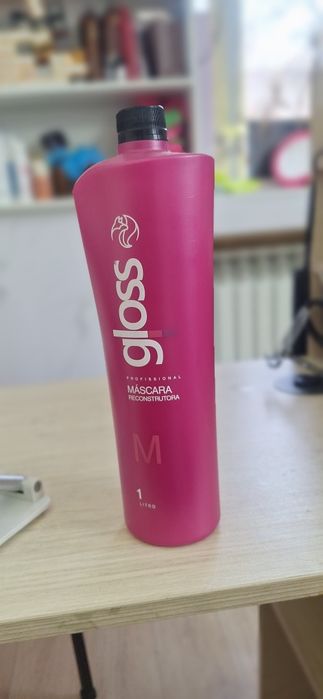 gloss
PROFISSIONAL
MÁSCARA
RECONSTRUTORA
M
1
LITRO